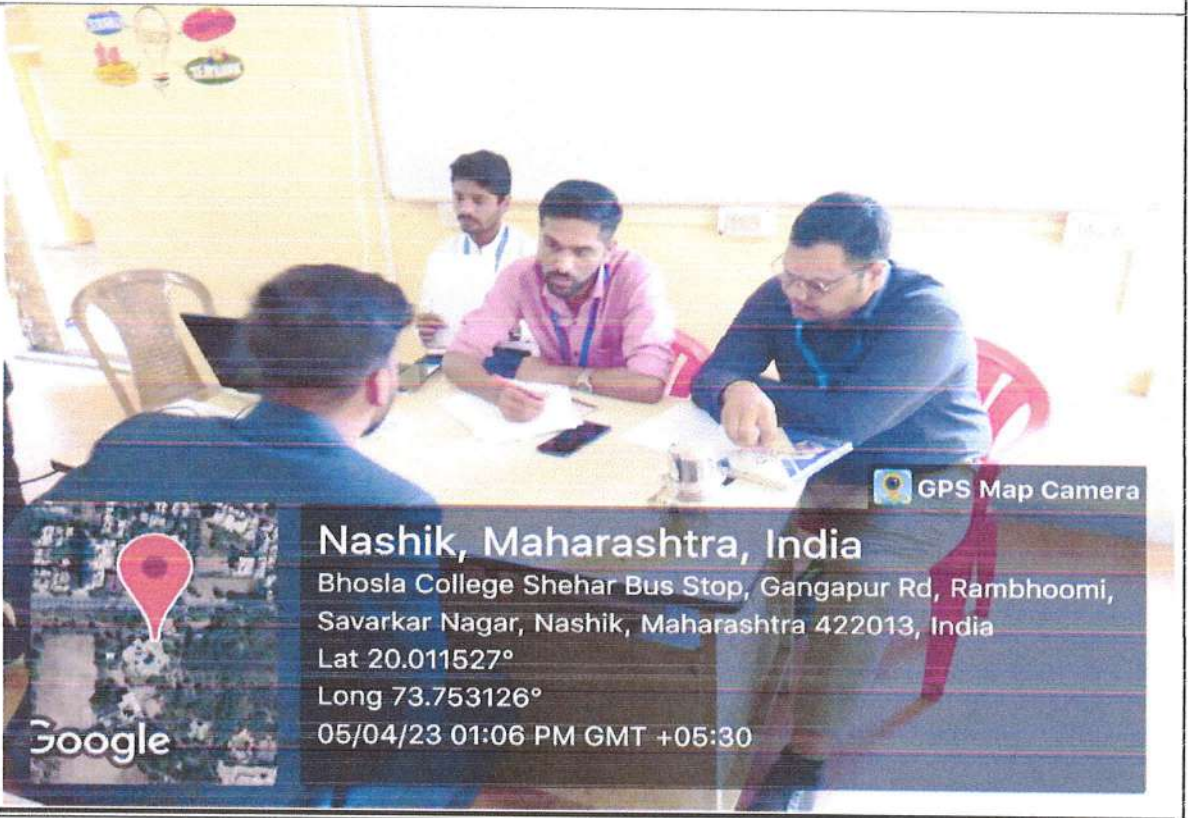 GPS Map Camera
Nashik, Maharashtra, India
Bhosla College Shehar Bus Stop, Gangapur Rd, Rambhoomi,
Savarkar Nagar, Nashik, Maharashtra 422013, India
Lat 20.011527°
Long 73.753126°
05/04/23 01:06 PM GMT +05:30
Google